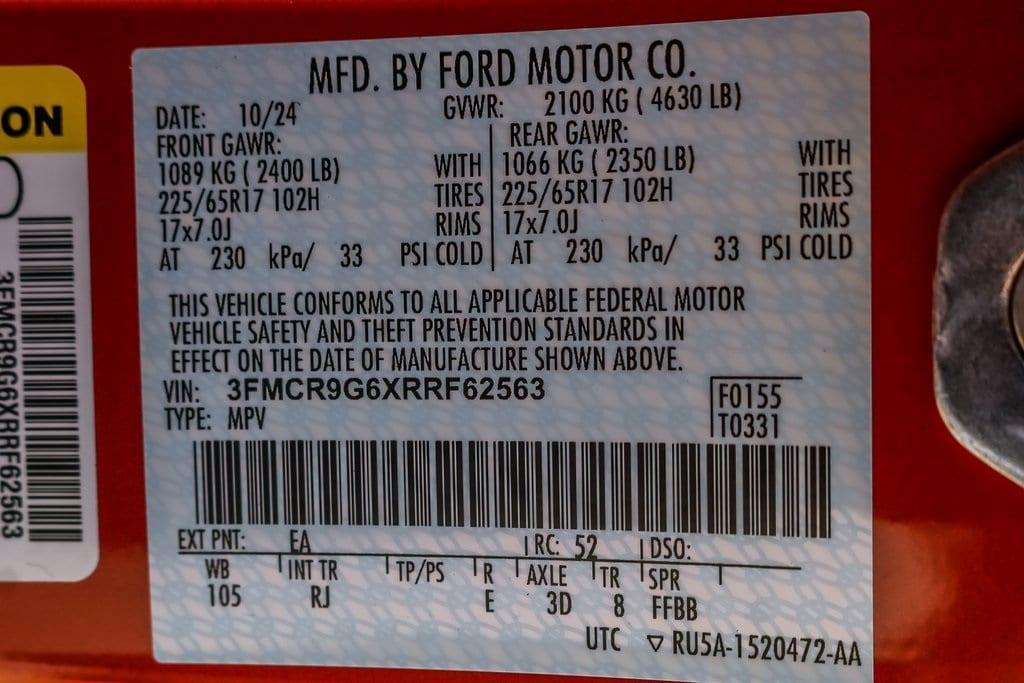 ON
3FMCR9G6XRRF62563
MFD. BY FORD MOTOR CO.
DATE: 10/24 GVWR: 2100 KG ( 4630 LB)
FRONT GAWR: REAR GAWR:
1089 KG ( 2400 LB) WITH 1066 KG ( 2350 LB) WITH
225/65R17 102H TIRES 225/65R17 102H TIRES
17x7.0J RIMS 17x7.0J RIMS
AT 230 kPa/ 33 PSI COLD AT 230 kPa/ 33 PSI COLD
THIS VEHICLE CONFORMS TO ALL APPLICABLE FEDERAL MOTOR
VEHICLE SAFETY AND THEFT PREVENTION STANDARDS IN
EFFECT ON THE DATE OF MANUFACTURE SHOWN ABOVE.
VIN: 3FMCR9G6XRRF62563 F0155
TYPE: MPV T0331
EXT PNT: EA RC: 52 DSO:
WB INT TR TP/PS R AXLE TR SPR
105 RJ E 3D 8 FFBB
UTC ▽ RU5A-1520472-AA